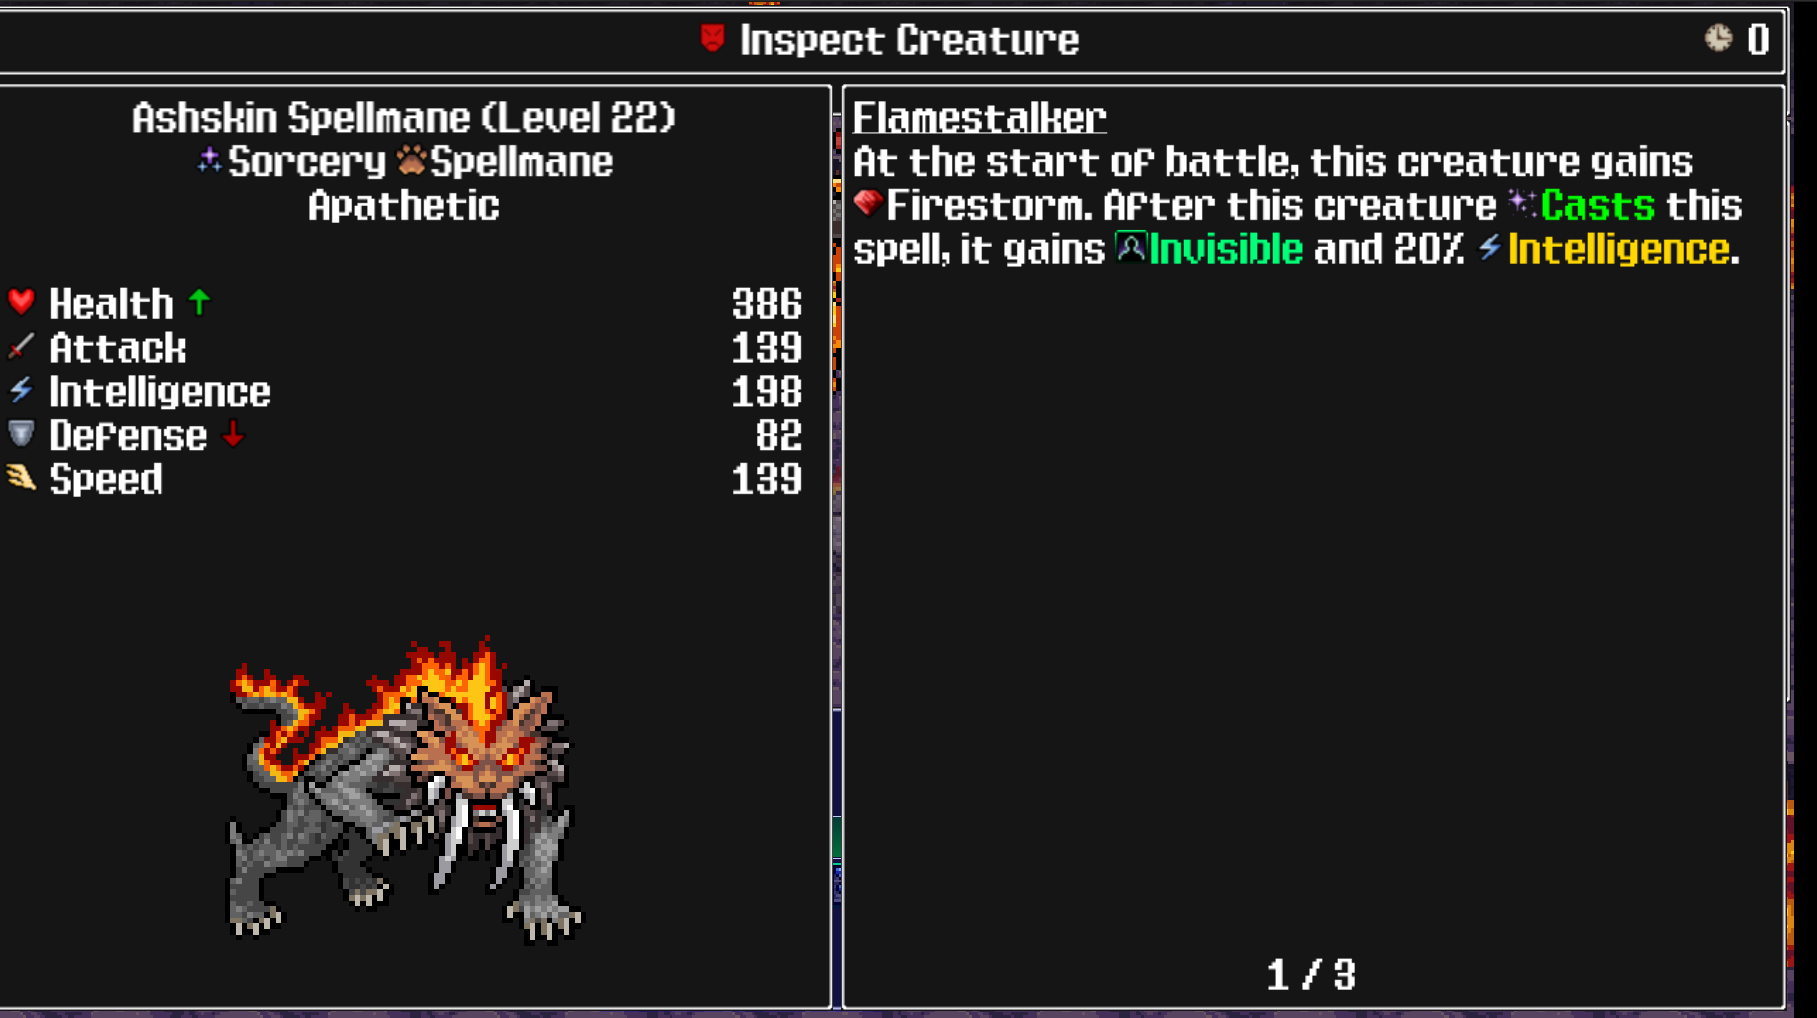 Inspect Creature
0
Ashskin Spellmane (Level 22)
Sorcery Spellmane
Apathetic
Health 386
Attack 139
Intelligence 198
Defense 82
Speed 139
Flamestalker
At the start of battle, this creature gains
Firestorm. After this creature Casts this
spell, it gains Invisible and 20% Intelligence.
1 / 3